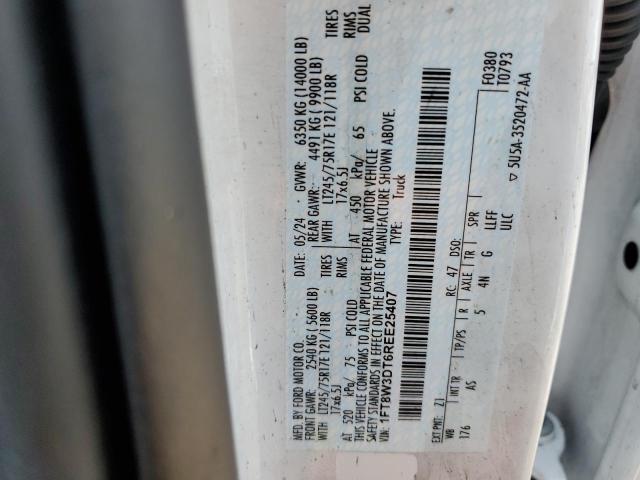 MFD. BY FORD MOTOR CO.
DATE: 05/24
GVWR: 6350 KG (14000 LB)
FRONT GAWR: 2540 KG (5600 LB)
REAR GAWR: 4491 KG (9900 LB)
WITH LT245/75R17E 121/118R TIRES
WITH LT245/75R17E 121/118R TIRES
17x6.5J RIMS
17x6.5J RIMS
AT 520 kPa/ 75 PSI COLD
AT 450 kPa/ 65 PSI COLD DUAL
THIS VEHICLE CONFORMS TO ALL APPLICABLE FEDERAL MOTOR VEHICLE
SAFETY STANDARDS IN EFFECT ON THE DATE OF MANUFACTURE SHOWN ABOVE.
VIN: 1FT8W3DT6REE25407
TYPE: Truck
F0380
T0793
EXT PNT: Z1 RC: 47 DSO:
WB INT TR TP/PS R AXLE TR SPR
176 AS 5 4N G LLEF
ULC
▽ 5U5A-3520472-AA